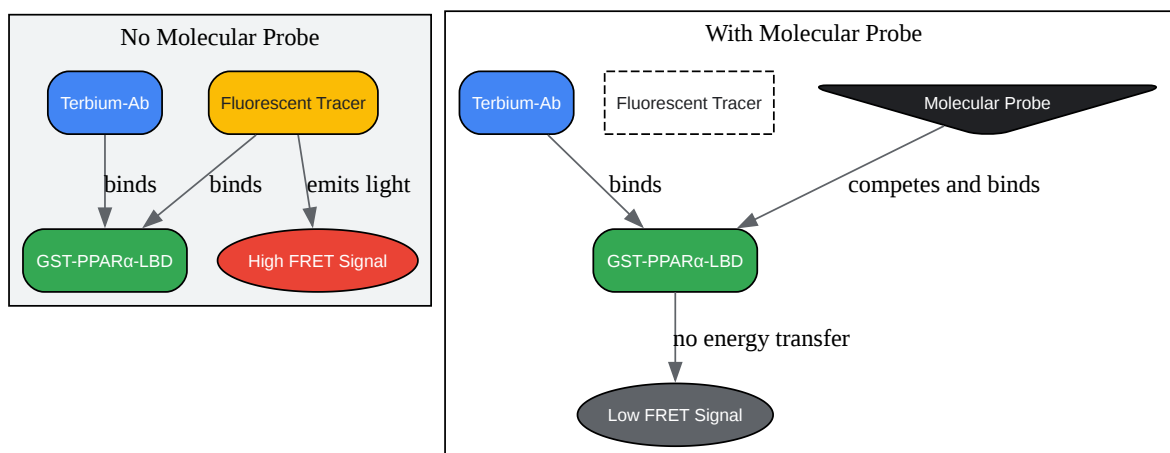 No Molecular Probe
Terbium-Ab
Fluorescent Tracer
binds
binds
emits light
GST-PPARα-LBD
High FRET Signal
With Molecular Probe
Terbium-Ab
Fluorescent Tracer
Molecular Probe
binds
competes and binds
GST-PPARα-LBD
no energy transfer
Low FRET Signal